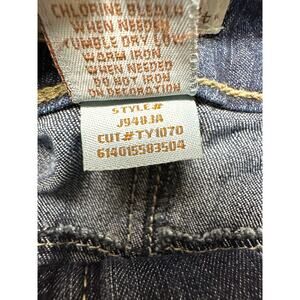 CHLORINE BLEACH
WHEN NEEDED
TUMBLE DRY LOW
WARM IRON
WHEN NEEDED
DO NOT IRON
ON DECORATION
STYLE#
J948JA
CUT#TY1070
614015583504